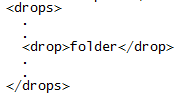 <drops>
  .
  .
  <drop>folder</drop>
  .
  .
</drops>